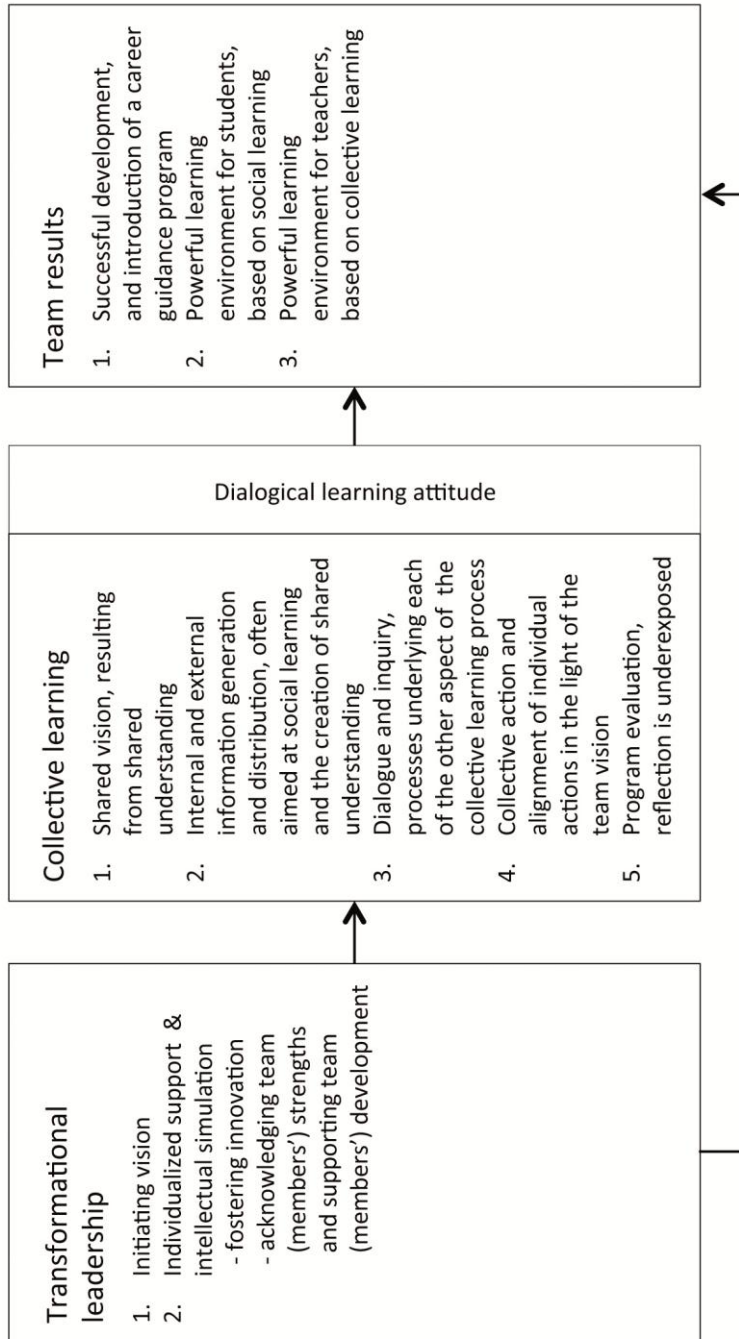 Transformational
leadership
1. Initiating vision
2. Individualized support &
intellectual simulation
- fostering innovation
- acknowledging team
(members’) strengths
and supporting team
(members’) development
Collective learning
1. Shared vision, resulting
from shared
understanding
2. Internal and external
information generation
and distribution, often
aimed at social learning
and the creation of shared
understanding
3. Dialogue and inquiry,
processes underlying each
of the other aspect of the
collective learning process
4. Collective action and
alignment of individual
actions in the light of the
team vision
5. Program evaluation,
reflection is underexposed
Dialogical learning attitude
Team results
1. Successful development,
and introduction of a career
guidance program
2. Powerful learning
environment for students,
based on social learning
3. Powerful learning
environment for teachers,
based on collective learning